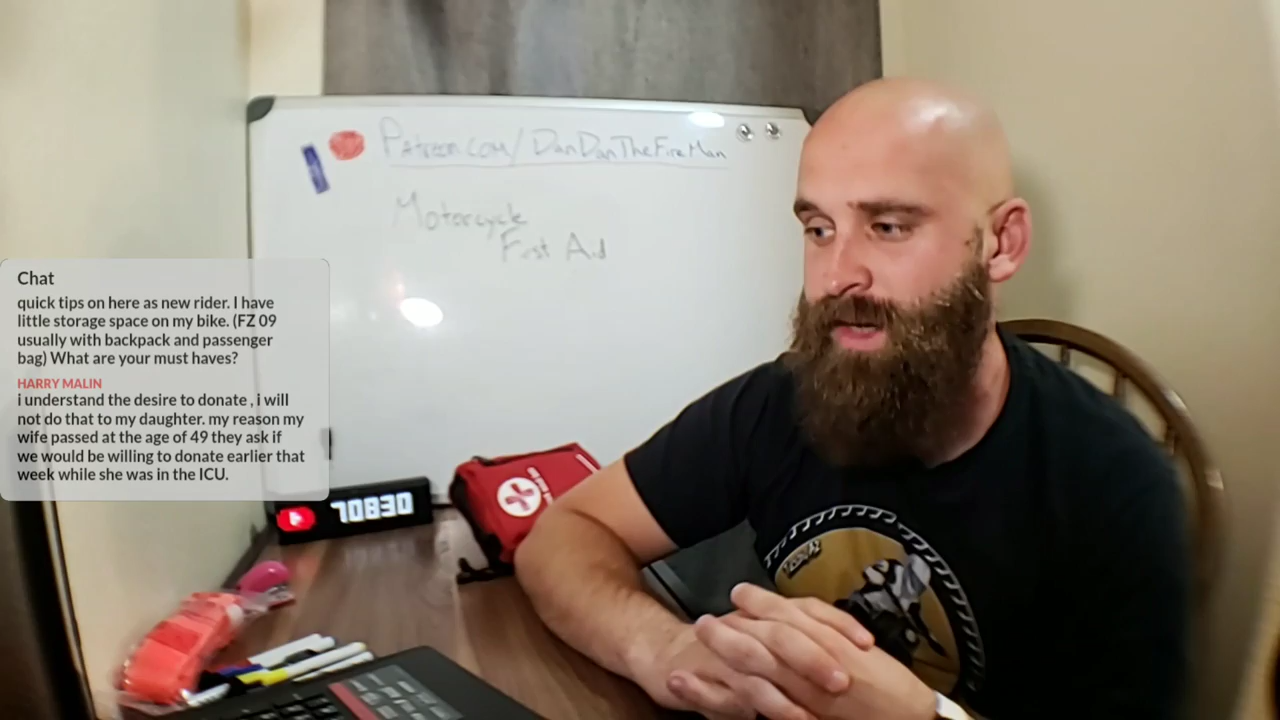 Patreon.com/DanDanTheFireMan
Motorcycle
First Aid
Chat
quick tips on here as new rider. I have
little storage space on my bike. (FZ 09
usually with backpack and passenger
bag) What are your must haves?
HARRY MALIN
i understand the desire to donate , i will
not do that to my daughter. my reason my
wife passed at the age of 49 they ask if
we would be willing to donate earlier that
week while she was in the ICU.
70830